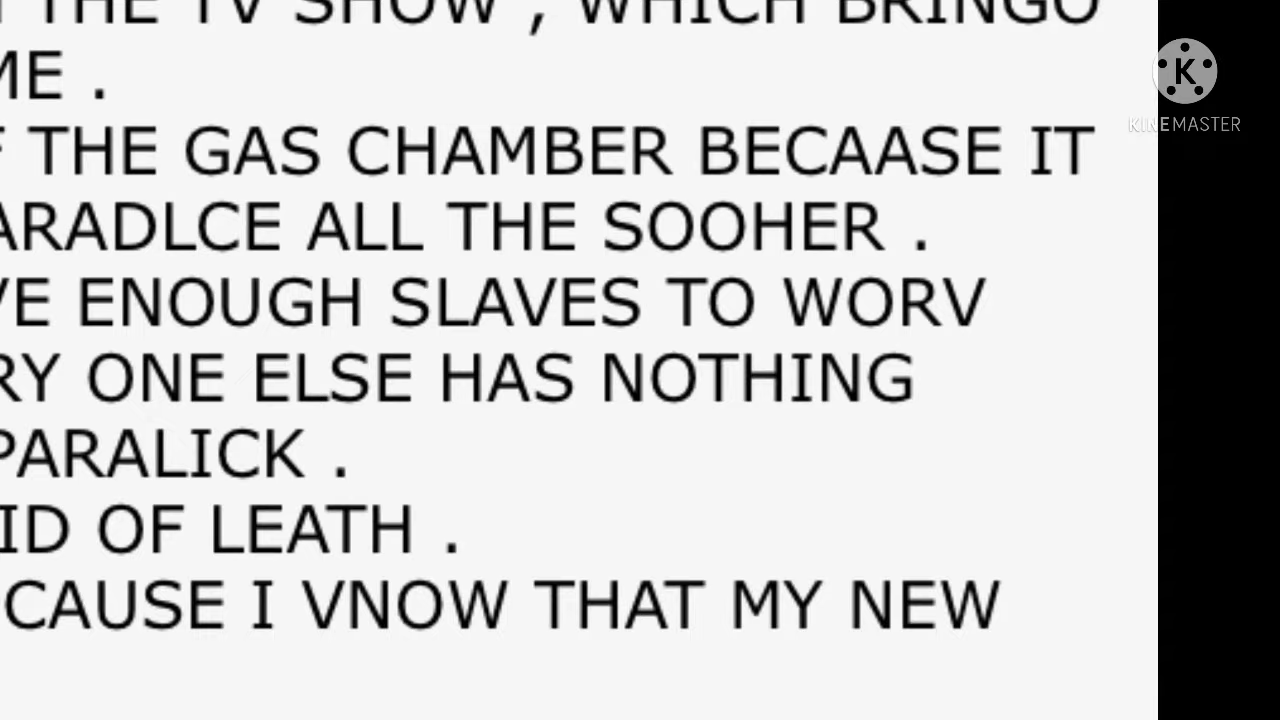 THE TV SHOW , WHICH BRINGO
ME .
THE GAS CHAMBER BECAASE IT
ARADLCE ALL THE SOOHER .
VE ENOUGH SLAVES TO WORV
RY ONE ELSE HAS NOTHING
PARALICK .
ID OF LEATH .
CAUSE I VNOW THAT MY NEW
KINEMASTER